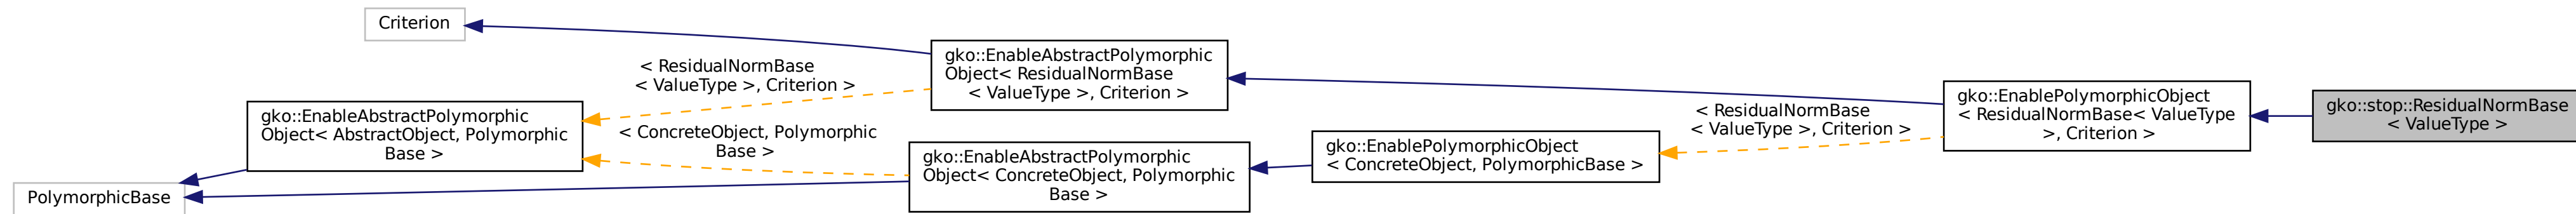 Criterion
gko::EnableAbstractPolymorphic
Object< ResidualNormBase
< ValueType >, Criterion >
< ResidualNormBase
< ValueType >, Criterion >
gko::EnableAbstractPolymorphic
Object< AbstractObject, Polymorphic
Base >
< ConcreteObject, Polymorphic
Base >
PolymorphicBase
gko::EnableAbstractPolymorphic
Object< ConcreteObject, Polymorphic
Base >
gko::EnablePolymorphicObject
< ConcreteObject, PolymorphicBase >
< ResidualNormBase
< ValueType >, Criterion >
gko::EnablePolymorphicObject
< ResidualNormBase< ValueType
>, Criterion >
gko::stop::ResidualNormBase
< ValueType >